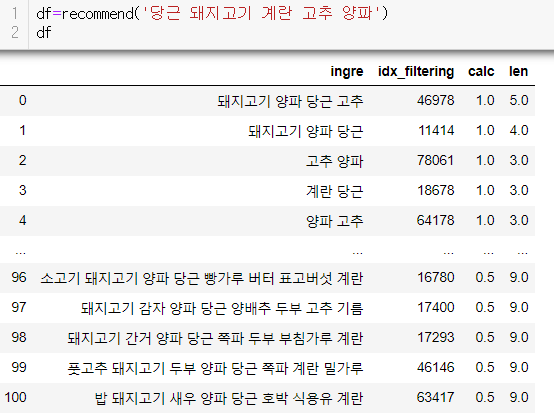 1 df=recommend('당근 돼지고기 계란 고추 양파')
2 df
ingre idx_filtering calc len
0 돼지고기 양파 당근 고추 46978 1.0 5.0
1 돼지고기 양파 당근 11414 1.0 4.0
2 고추 양파 78061 1.0 3.0
3 계란 당근 18678 1.0 3.0
4 양파 고추 64178 1.0 3.0
... ... ... ... ...
96 소고기 돼지고기 양파 당근 빵가루 버터 표고버섯 계란 16780 0.5 9.0
97 돼지고기 감자 양파 당근 양배추 두부 고추 기름 17400 0.5 9.0
98 돼지고기 간거 양파 당근 쪽파 두부 부침가루 계란 17293 0.5 9.0
99 풋고추 돼지고기 두부 양파 당근 쪽파 계란 밀가루 46146 0.5 9.0
100 밥 돼지고기 새우 양파 당근 호박 식용유 계란 63417 0.5 9.0